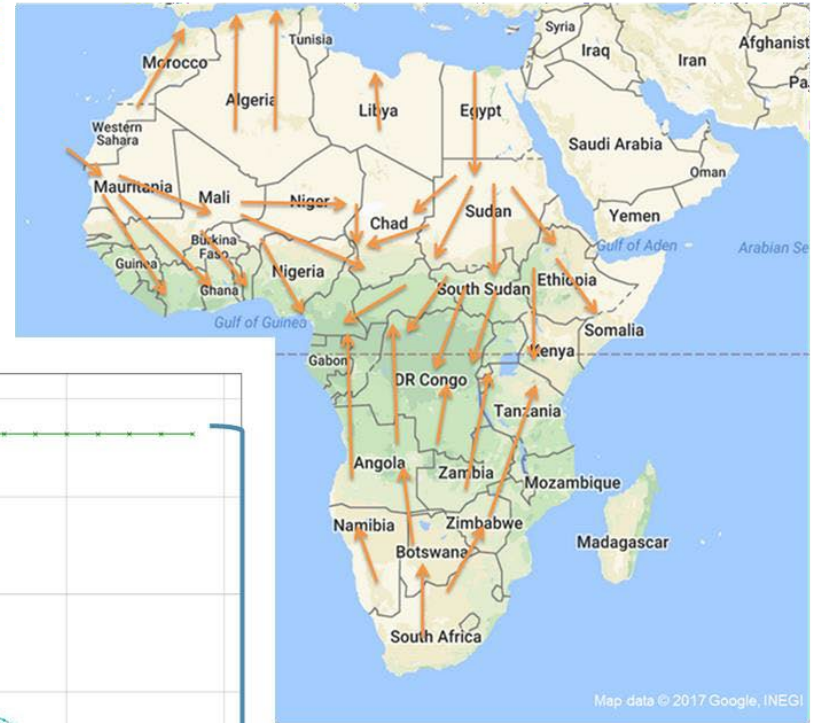 Syria
Tunisia
Iraq
Afghanist
Morocco
Iran
Pa
Algeria
Libya
Egypt
Western
Sahara
Saudi Arabia
Oman
Mauritania
Mali
Niger
Sudan
Chad
Yemen
Burkina
Faso
Gulf of Aden
Arabian Se
Guinea
Nigeria
Ethiopia
Ghana
South Sudan
Gulf of Guinea
Somalia
Kenya
Gabon
DR Congo
Tanzania
Angola
Zambia
Mozambique
Namibia
Zimbabwe
Botswana
Madagascar
South Africa
Map data © 2017 Google, INEGI